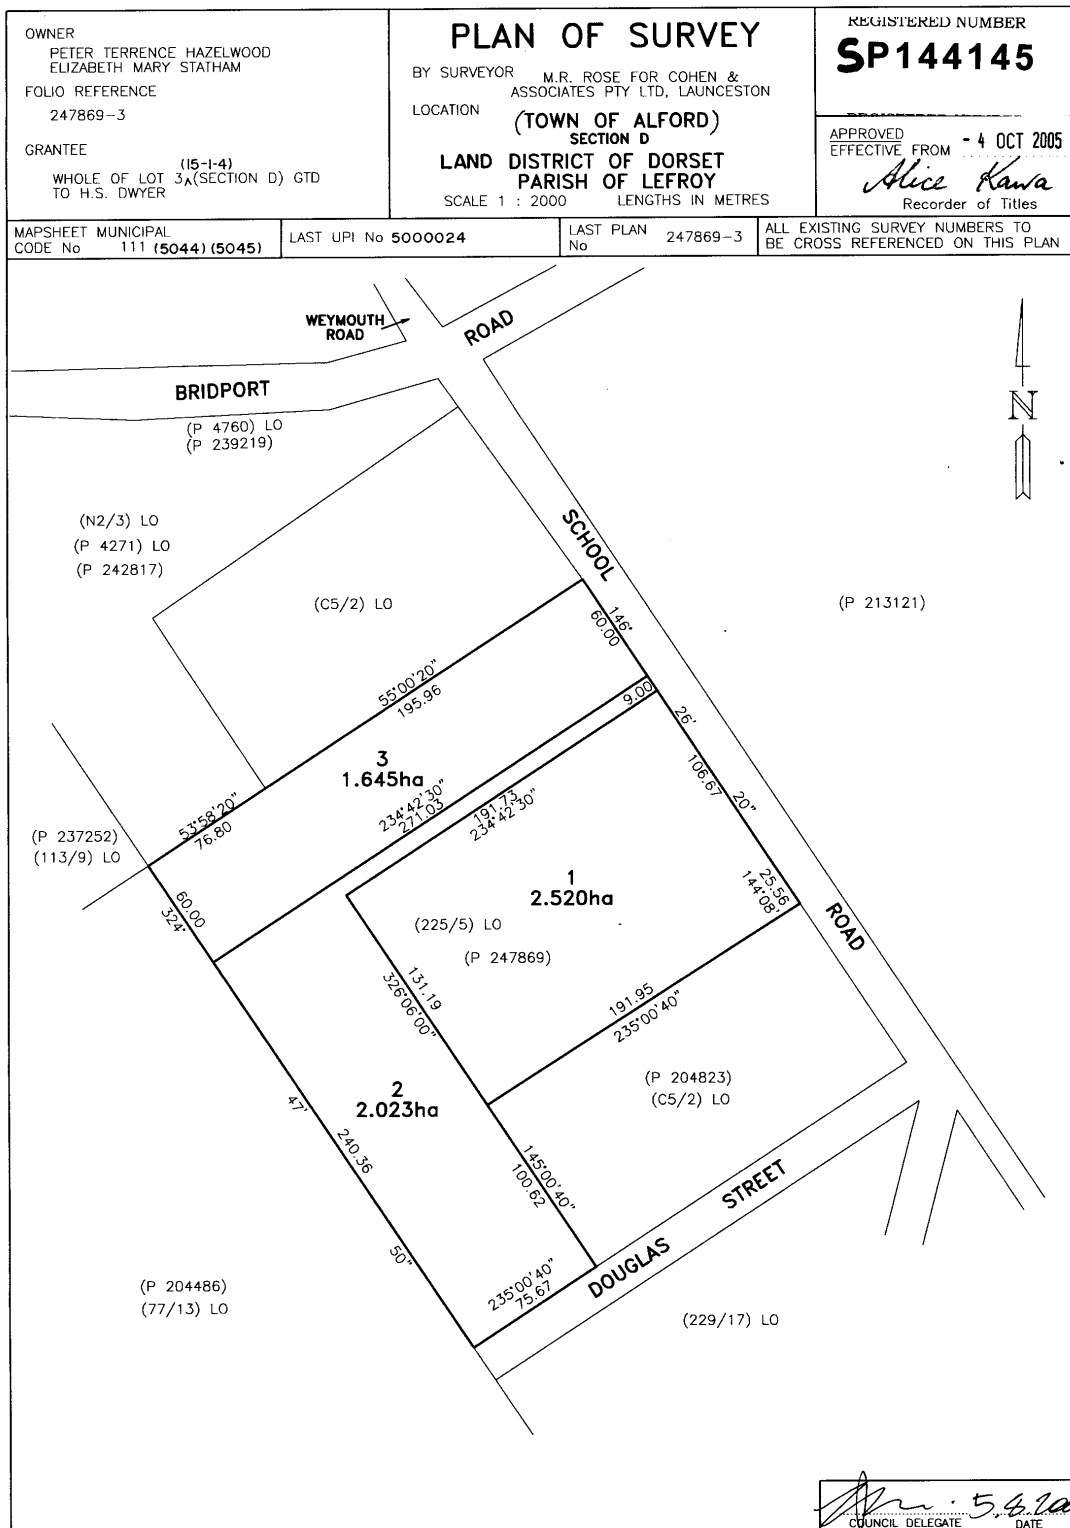 OWNER
PETER TERRENCE HAZELWOOD
ELIZABETH MARY STATHAM
FOLIO REFERENCE
247869-3
GRANTEE
(15-1-4)
WHOLE OF LOT 3∧(SECTION D) GTD
TO H.S. DWYER
PLAN OF SURVEY
BY SURVEYOR M.R. ROSE FOR COHEN &
ASSOCIATES PTY LTD, LAUNCESTON
LOCATION
(TOWN OF ALFORD)
SECTION D
LAND DISTRICT OF DORSET
PARISH OF LEFROY
SCALE 1 : 2000 LENGTHS IN METRES
REGISTERED NUMBER
SP144145
APPROVED
EFFECTIVE FROM - 4 OCT 2005
Alice Kawa
Recorder of Titles
MAPSHEET MUNICIPAL
CODE No 111 (5044) (5045)
LAST UPI No 5000024
LAST PLAN
No 247869-3
ALL EXISTING SURVEY NUMBERS TO
BE CROSS REFERENCED ON THIS PLAN
WEYMOUTH
ROAD
ROAD
BRIDPORT
N
(P 4760) LO
(P 239219)
(N2/3) LO
(P 4271) LO
(P 242817)
SCHOOL
(C5/2) LO
(P 213121)
146°
60.00
55°00'20"
195.96
9.00
26'
3
1.645ha
106.67
20"
53°58'20"
76.80
234°42'30"
271.03
191.73
234°42'30"
(P 237252)
(113/9) LO
1
2.520ha
25.56
144°08'
60.00
324°
(225/5) LO
(P 247869)
ROAD
131.19
326°06'00"
191.95
235°00'40"
(P 204823)
(C5/2) LO
2
2.023ha
47'
240.36
50"
145°00'40"
100.62
STREET
DOUGLAS
235°00'40"
75.67
(P 204486)
(77/13) LO
(229/17) LO
COUNCIL DELEGATE
DATE